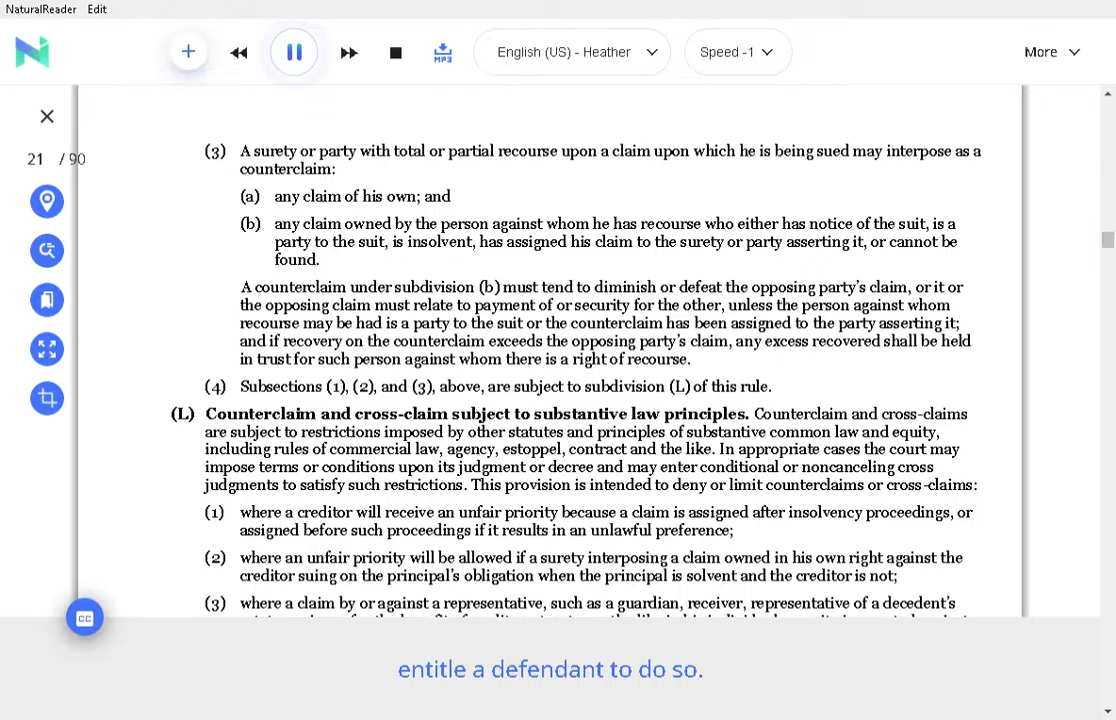 NaturalReader Edit
MP3
English (US) - Heather
Speed -1
More
21 / 90
(3) A surety or party with total or partial recourse upon a claim upon which he is being sued may interpose as a
counterclaim:
(a) any claim of his own; and
(b) any claim owned by the person against whom he has recourse who either has notice of the suit, is a
party to the suit, is insolvent, has assigned his claim to the surety or party asserting it, or cannot be
found.
A counterclaim under subdivision (b) must tend to diminish or defeat the opposing party's claim, or it or
the opposing claim must relate to payment of or security for the other, unless the person against whom
recourse may be had is a party to the suit or the counterclaim has been assigned to the party asserting it;
and if recovery on the counterclaim exceeds the opposing party's claim, any excess recovered shall be held
in trust for such person against whom there is a right of recourse.
(4) Subsections (1), (2), and (3), above, are subject to subdivision (L) of this rule.
(L) Counterclaim and cross-claim subject to substantive law principles. Counterclaim and cross-claims
are subject to restrictions imposed by other statutes and principles of substantive common law and equity,
including rules of commercial law, agency, estoppel, contract and the like. In appropriate cases the court may
impose terms or conditions upon its judgment or decree and may enter conditional or noncanceling cross
judgments to satisfy such restrictions. This provision is intended to deny or limit counterclaims or cross-claims:
(1) where a creditor will receive an unfair priority because a claim is assigned after insolvency proceedings, or
assigned before such proceedings if it results in an unlawful preference;
(2) where an unfair priority will be allowed if a surety interposing a claim owned in his own right against the
creditor suing on the principal's obligation when the principal is solvent and the creditor is not;
(3) where a claim by or against a representative, such as a guardian, receiver, representative of a decedent's
CC
entitle a defendant to do so.